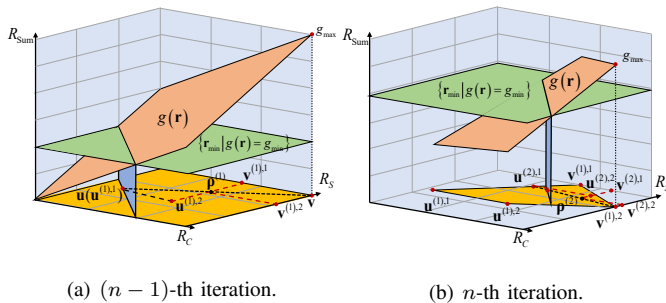 R_Sum
g_max
g(r)
{r_min|g(r)=g_min}
ρ^(1)
v^(1),1
R_S
u(u^(1),1)
u^(1),2
v^(1),2
v
R_C
(a) (n − 1)-th iteration.
R_Sum
g_max
g(r)
{r_min|g(r)=g_min}
u^(2),1
v^(1),1
u^(2),2
v^(2),1
u^(1),1
u^(1),2
ρ^(2)
v^(2),2
v^(1),2
R_C
(b) n-th iteration.